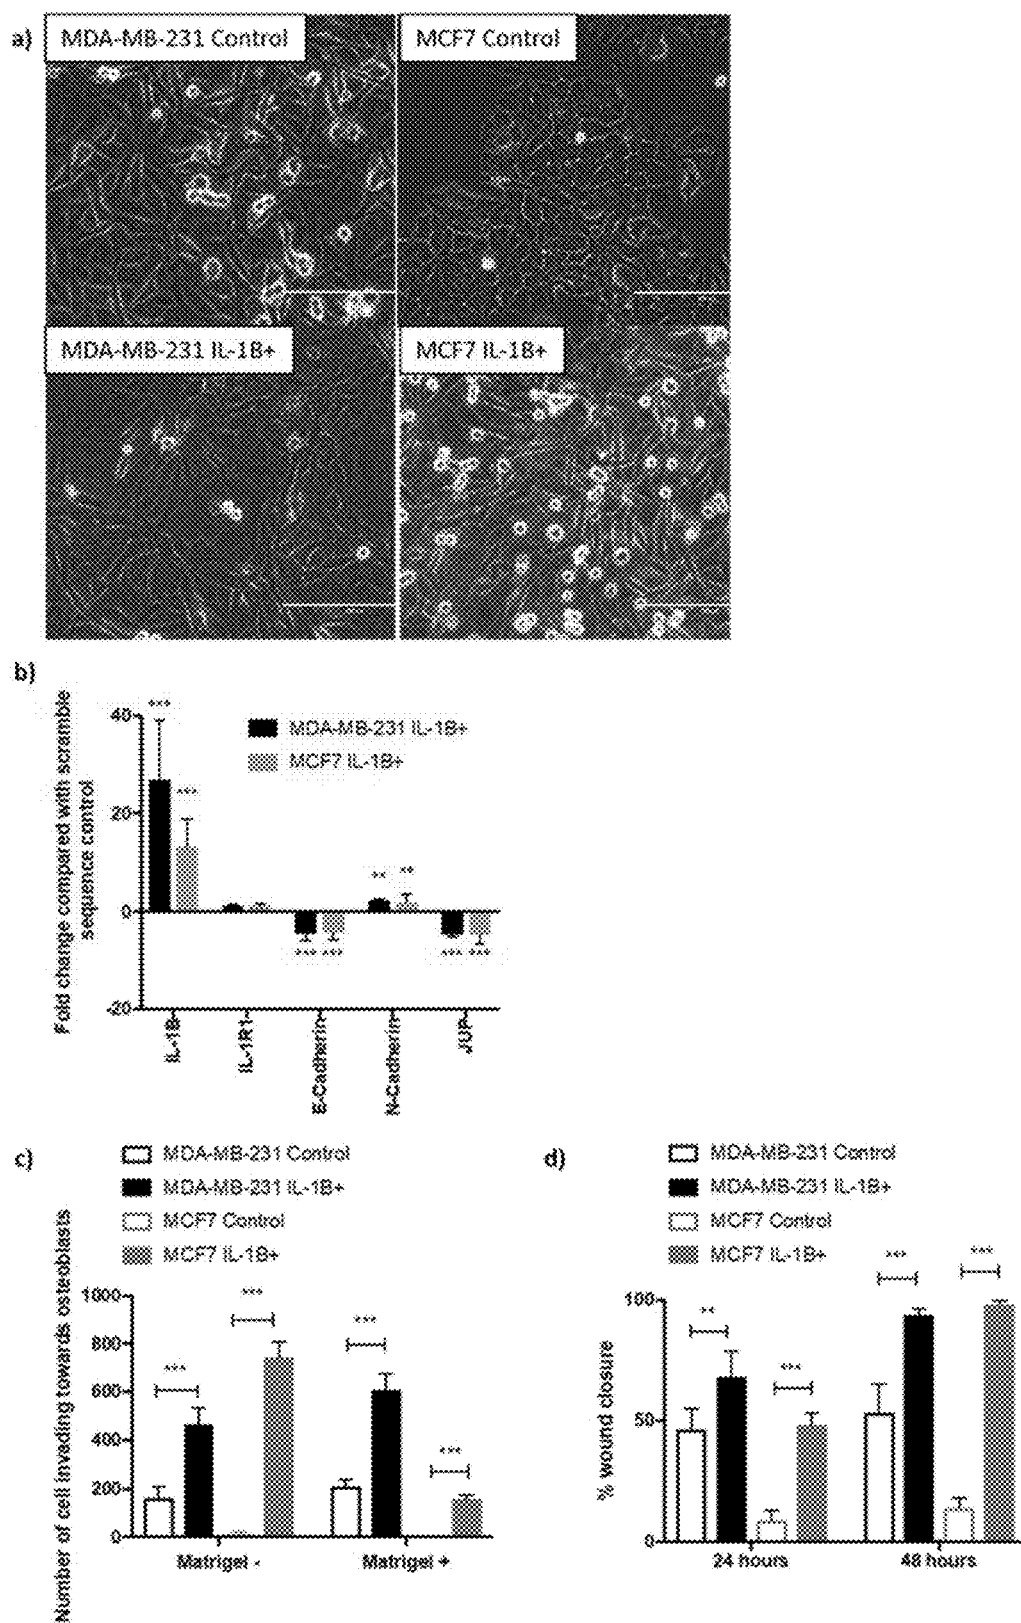 a)
MDA-MB-231 Control
MCF7 Control
MDA-MB-231 IL-1B+
MCF7 IL-1B+
b)
Fold change compared with scramble
sequence control
40
20
0
-20
***
***
***
***
**
**
***
***
MDA-MB-231 IL-1B+
MCF7 IL-1B+
IL-1B
IL-1R1
E-Cadherin
N-Cadherin
JUP
c)
MDA-MB-231 Control
MDA-MB-231 IL-1B+
MCF7 Control
MCF7 IL-1B+
Number of cell invading towards osteoblasts
1000
800
600
400
200
0
***
***
***
***
Matrigel -
Matrigel +
d)
MDA-MB-231 Control
MDA-MB-231 IL-1B+
MCF7 Control
MCF7 IL-1B+
% wound closure
100
50
0
**
***
***
***
24 hours
48 hours